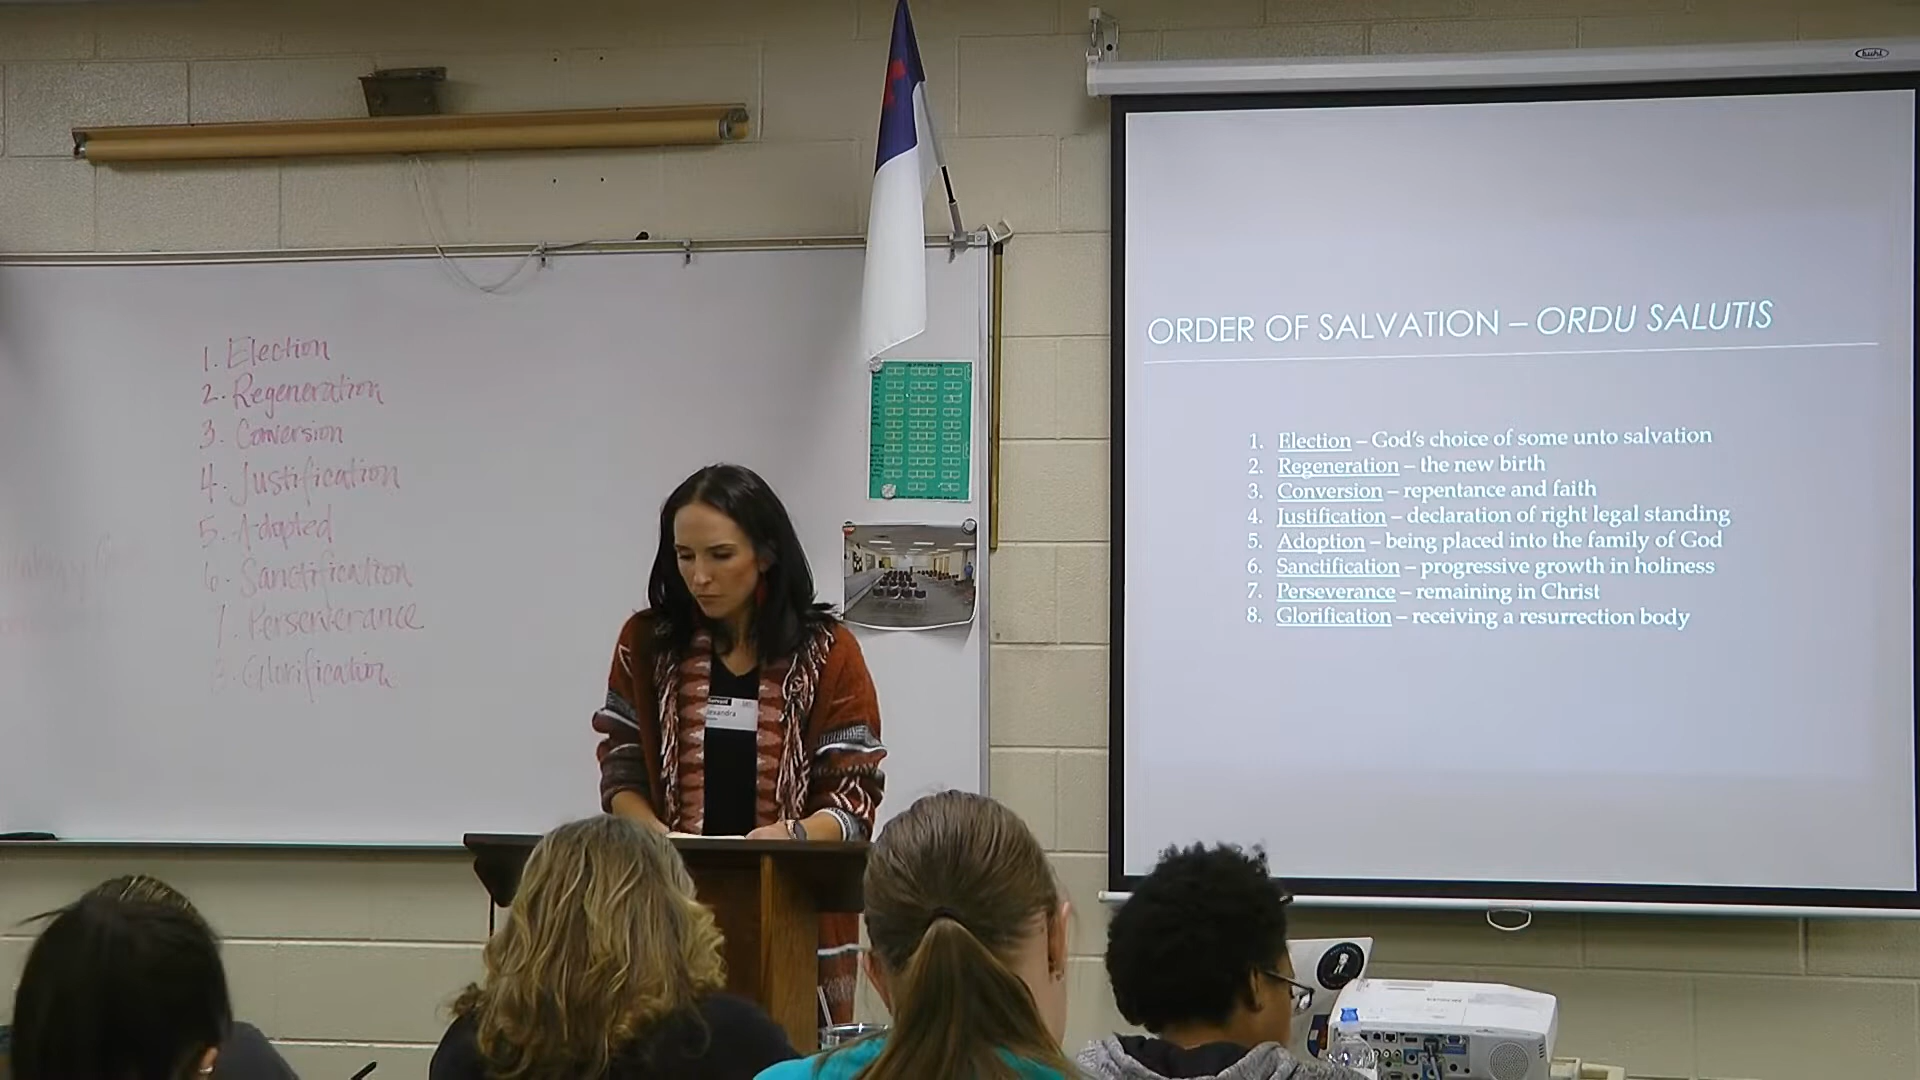 1. Election
2. Regeneration
3. Conversion
4. Justification
5. Adopted
6. Sanctification
7. Perserverance
8. Glorification
buhl
ORDER OF SALVATION – ORDU SALUTIS
1. Election – God's choice of some unto salvation
2. Regeneration – the new birth
3. Conversion – repentance and faith
4. Justification – declaration of right legal standing
5. Adoption – being placed into the family of God
6. Sanctification – progressive growth in holiness
7. Perseverance – remaining in Christ
8. Glorification – receiving a resurrection body